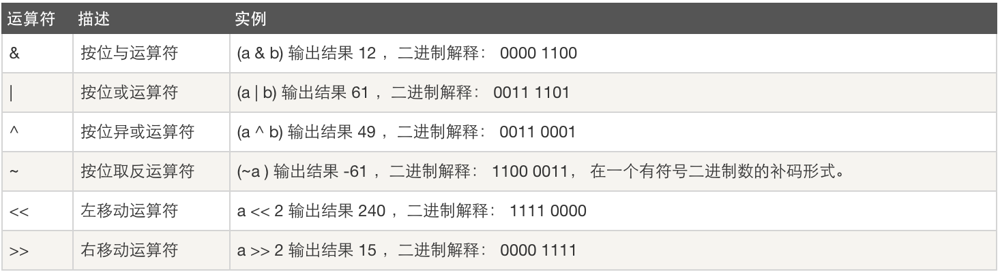 运算符 描述 实例
& 按位与运算符 (a & b) 输出结果 12 ，二进制解释： 0000 1100
| 按位或运算符 (a | b) 输出结果 61 ，二进制解释： 0011 1101
^ 按位异或运算符 (a ^ b) 输出结果 49 ，二进制解释： 0011 0001
~ 按位取反运算符 (~a ) 输出结果 -61 ，二进制解释： 1100 0011， 在一个有符号二进制数的补码形式。
<< 左移动运算符 a << 2 输出结果 240 ，二进制解释： 1111 0000
>> 右移动运算符 a >> 2 输出结果 15 ，二进制解释： 0000 1111